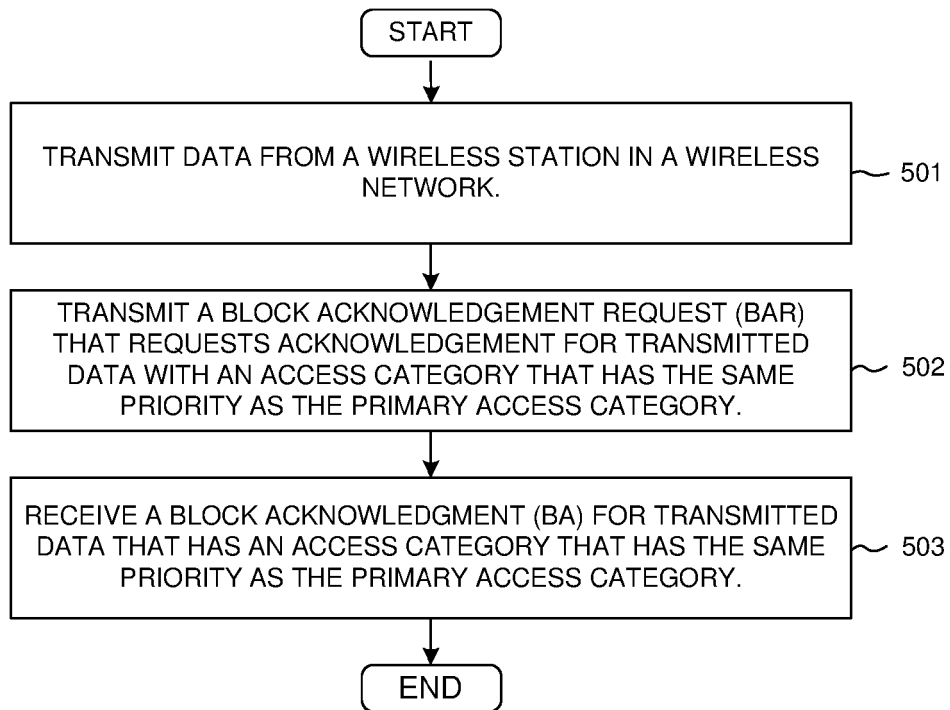 START
TRANSMIT DATA FROM A WIRELESS STATION IN A WIRELESS
NETWORK.
501
TRANSMIT A BLOCK ACKNOWLEDGEMENT REQUEST (BAR)
THAT REQUESTS ACKNOWLEDGEMENT FOR TRANSMITTED
DATA WITH AN ACCESS CATEGORY THAT HAS THE SAME
PRIORITY AS THE PRIMARY ACCESS CATEGORY.
502
RECEIVE A BLOCK ACKNOWLEDGMENT (BA) FOR TRANSMITTED
DATA THAT HAS AN ACCESS CATEGORY THAT HAS THE SAME
PRIORITY AS THE PRIMARY ACCESS CATEGORY.
503
END